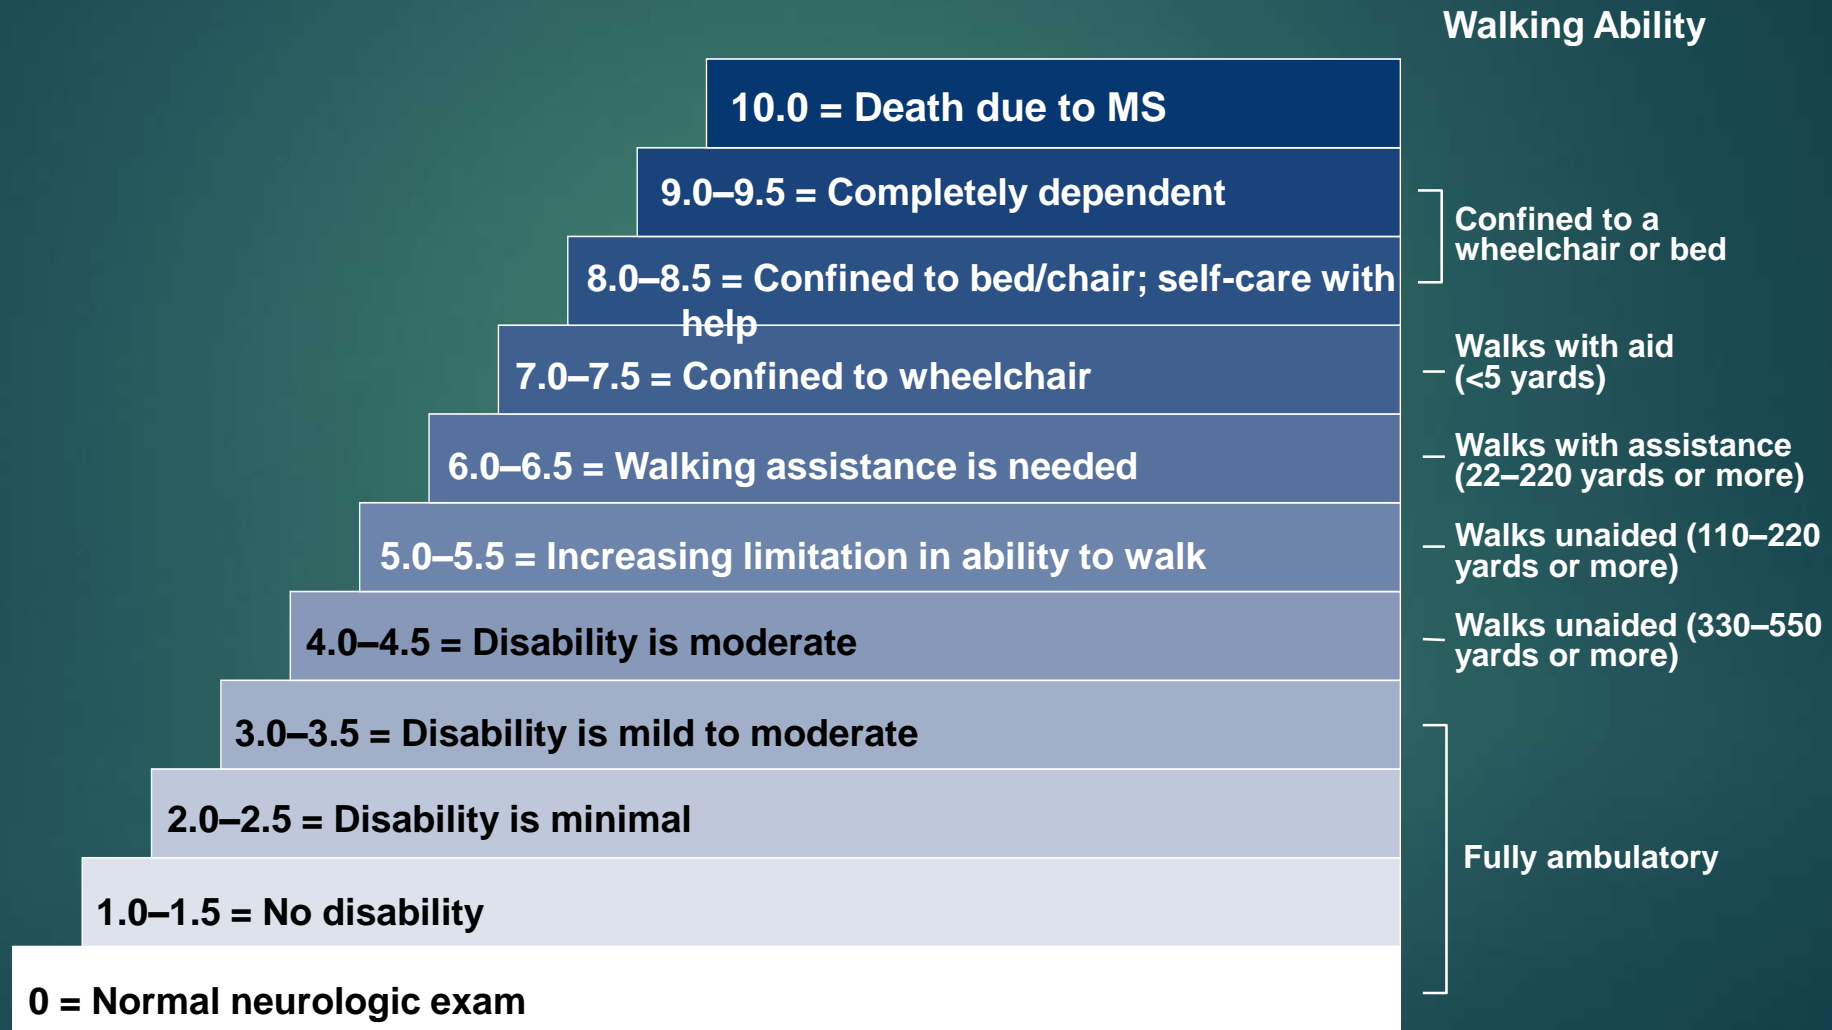 Walking Ability
10.0 = Death due to MS
9.0–9.5 = Completely dependent
Confined to a
wheelchair or bed
8.0–8.5 = Confined to bed/chair; self-care with
help
7.0–7.5 = Confined to wheelchair
Walks with aid
(<5 yards)
6.0–6.5 = Walking assistance is needed
Walks with assistance
(22–220 yards or more)
5.0–5.5 = Increasing limitation in ability to walk
Walks unaided (110–220
yards or more)
4.0–4.5 = Disability is moderate
Walks unaided (330–550
yards or more)
3.0–3.5 = Disability is mild to moderate
2.0–2.5 = Disability is minimal
Fully ambulatory
1.0–1.5 = No disability
0 = Normal neurologic exam